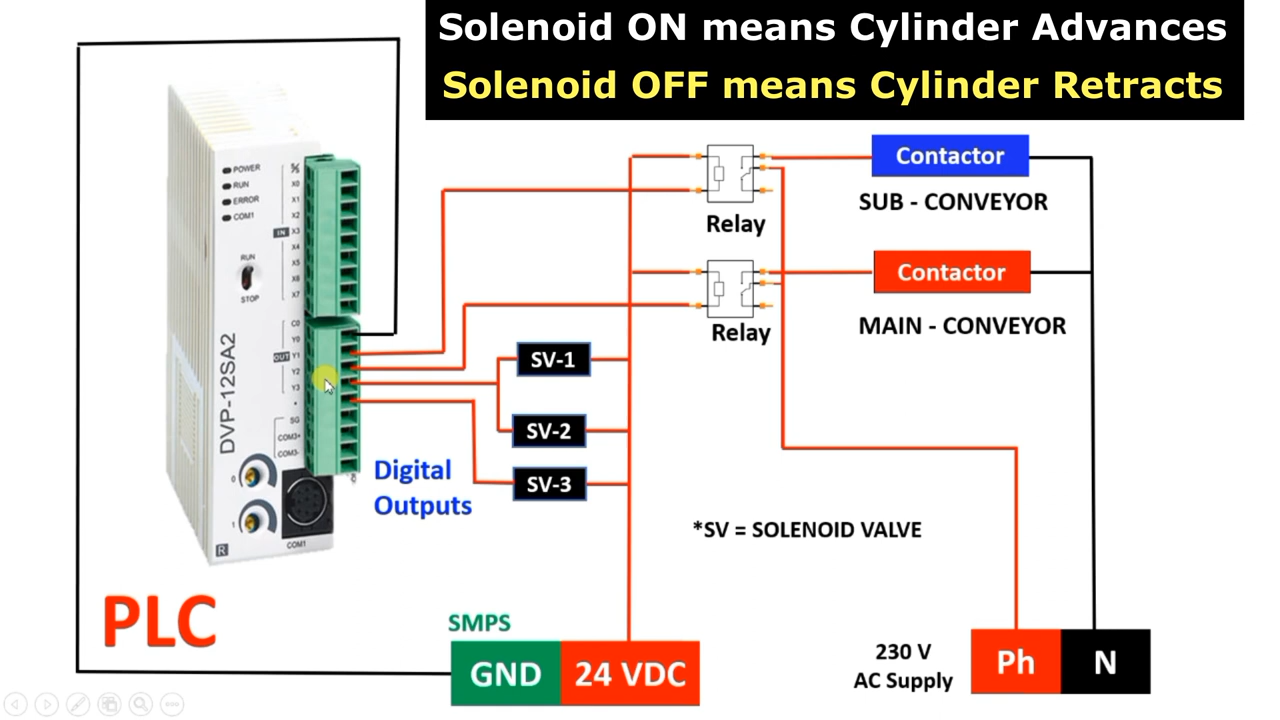 Solenoid ON means Cylinder Advances
Solenoid OFF means Cylinder Retracts
POWER
RUN
ERROR
COM1
S/S
X0
X1
X2
IN
X3
X4
X5
X6
X7
RUN
STOP
C0
Y0
OUT
Y1
Y2
Y3
•
SG
COM3+
COM3-
DVP-12SA2
0
1
R
COM1
Contactor
SUB - CONVEYOR
Relay
Contactor
MAIN - CONVEYOR
Relay
SV-1
SV-2
SV-3
Digital
Outputs
*SV = SOLENOID VALVE
PLC
SMPS
GND
24 VDC
230 V
AC Supply
Ph
N